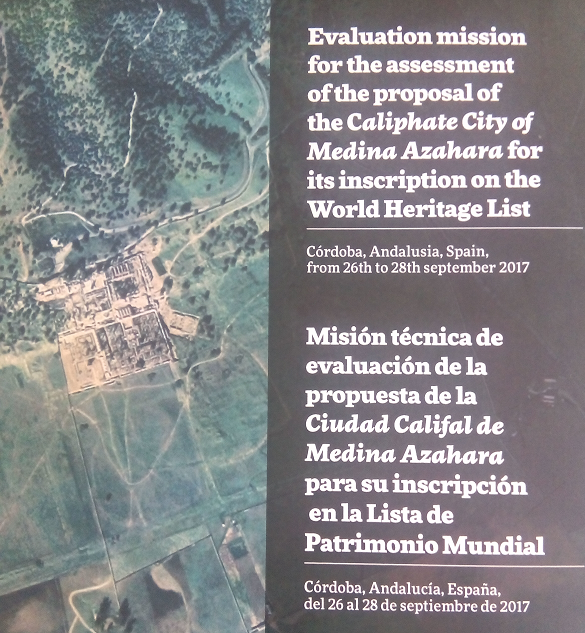 Evaluation mission
for the assessment
of the proposal of
the Caliphate City of
Medina Azahara for
its inscription on the
World Heritage List
Córdoba, Andalusia, Spain,
from 26th to 28th september 2017
Misión técnica de
evaluación de la
propuesta de la
Ciudad Califal de
Medina Azahara
para su inscripción
en la Lista de
Patrimonio Mundial
Córdoba, Andalucía, España,
del 26 al 28 de septiembre de 2017